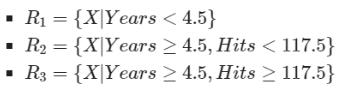 ▪ R₁ = {X|Years < 4.5}
▪ R₂ = {X|Years ≥ 4.5, Hits < 117.5}
▪ R₃ = {X|Years ≥ 4.5, Hits ≥ 117.5}